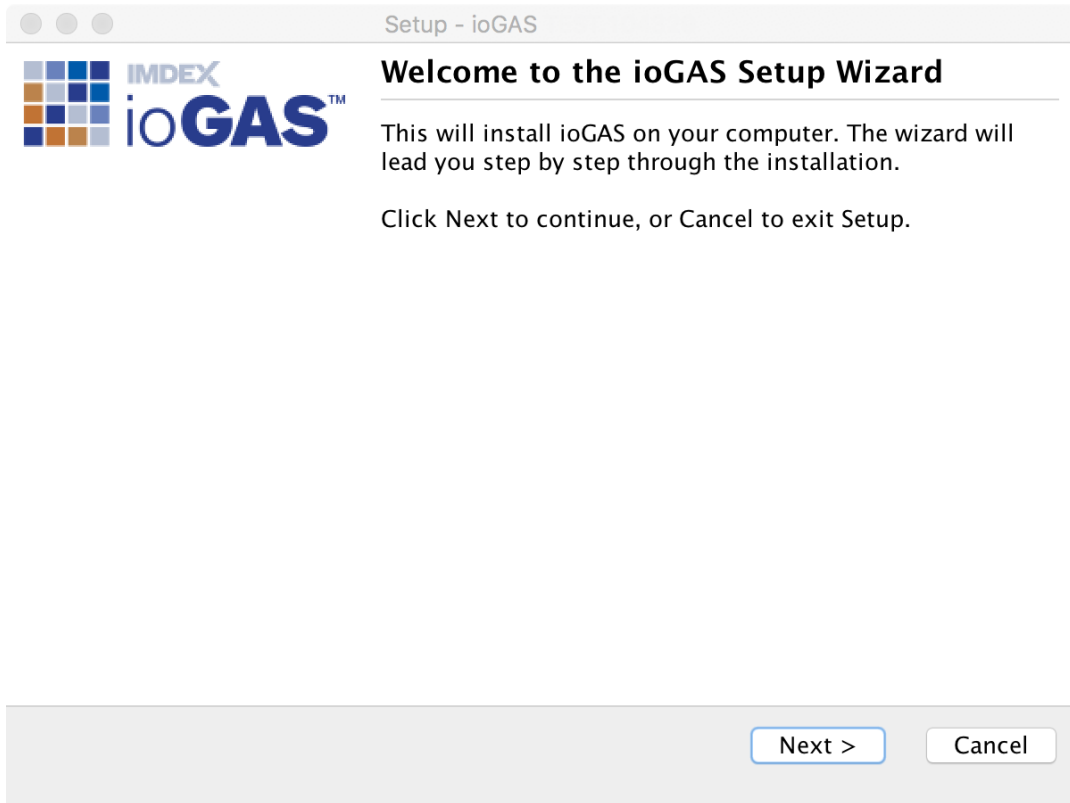 Setup - ioGAS
IMDEX
ioGAS™
Welcome to the ioGAS Setup Wizard
This will install ioGAS on your computer. The wizard will
lead you step by step through the installation.
Click Next to continue, or Cancel to exit Setup.
Next >
Cancel